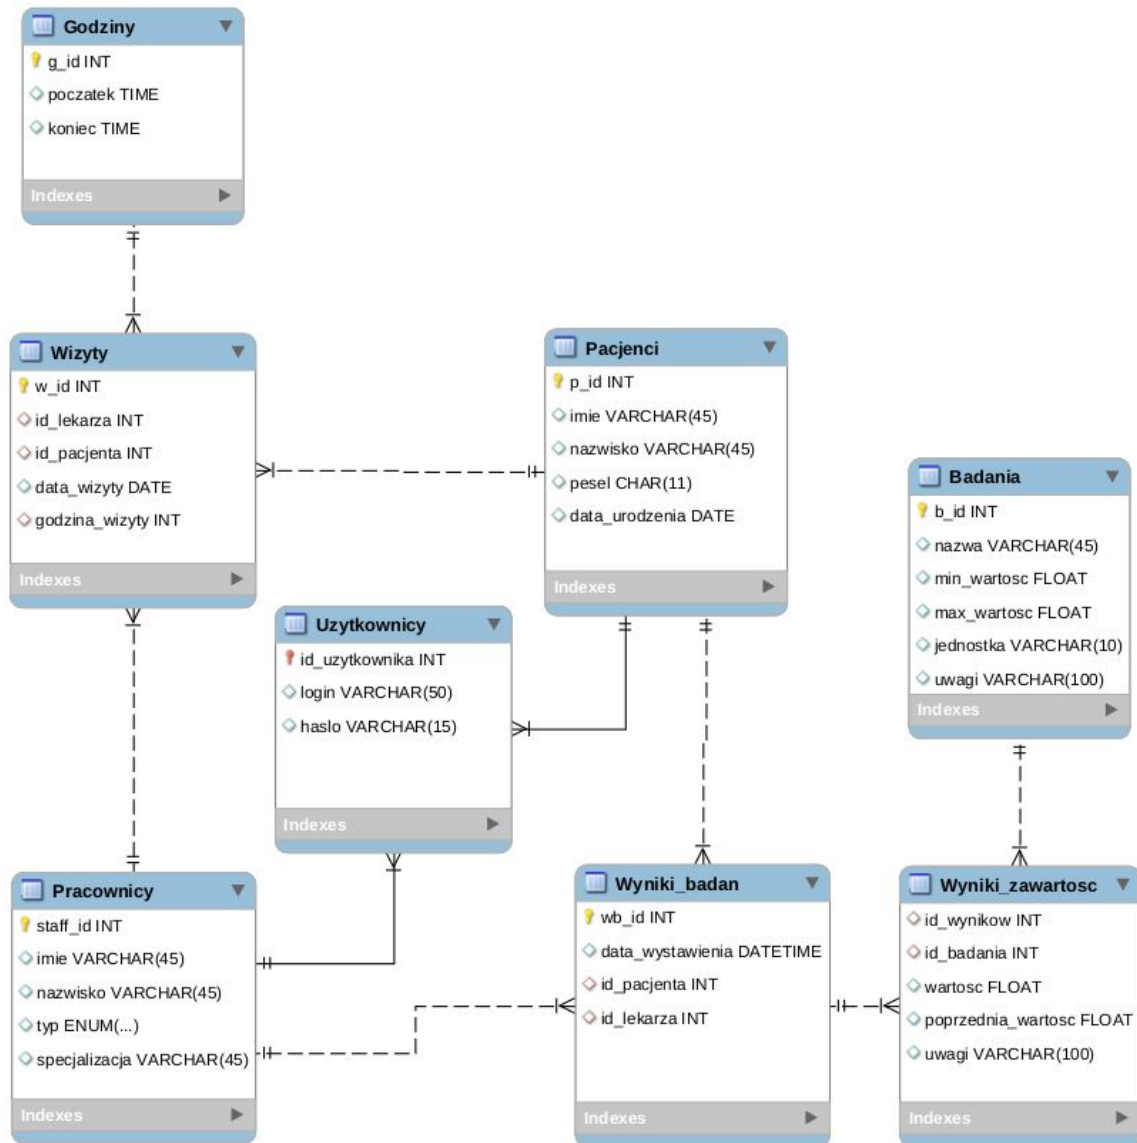 Godziny
g_id INT
poczatek TIME
koniec TIME
Indexes
Wizyty
w_id INT
id_lekarza INT
id_pacjenta INT
data_wizyty DATE
godzina_wizyty INT
Indexes
Pacjenci
p_id INT
imie VARCHAR(45)
nazwisko VARCHAR(45)
pesel CHAR(11)
data_urodzenia DATE
Indexes
Badania
b_id INT
nazwa VARCHAR(45)
min_wartosc FLOAT
max_wartosc FLOAT
jednostka VARCHAR(10)
uwagi VARCHAR(100)
Indexes
Uzytkownicy
id_uzytkownika INT
login VARCHAR(50)
haslo VARCHAR(15)
Indexes
Pracownicy
staff_id INT
imie VARCHAR(45)
nazwisko VARCHAR(45)
typ ENUM(...)
specjalizacja VARCHAR(45)
Indexes
Wyniki_badan
wb_id INT
data_wystawienia DATETIME
id_pacjenta INT
id_lekarza INT
Indexes
Wyniki_zawartosc
id_wynikow INT
id_badania INT
wartosc FLOAT
poprzednia_wartosc FLOAT
uwagi VARCHAR(100)
Indexes